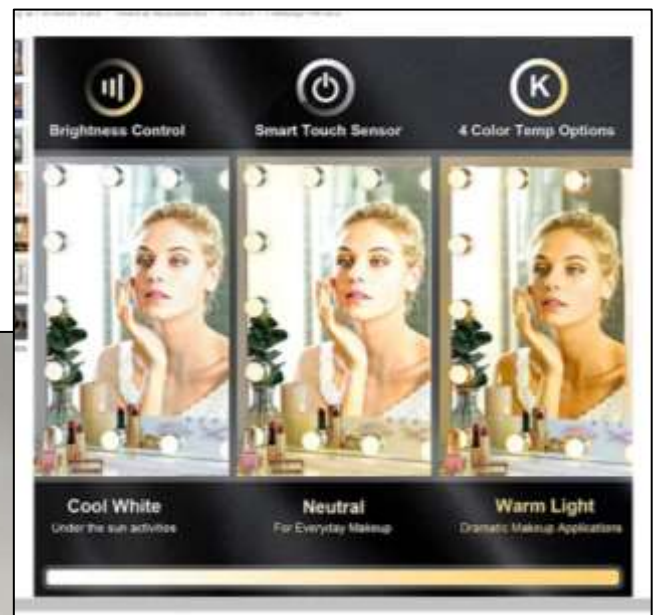 Brightness Control
Smart Touch Sensor
K
4 Color Temp Options
Cool White
Under the sun activities
Neutral
For Everyday Makeup
Warm Light
Dramatic Makeup Applications